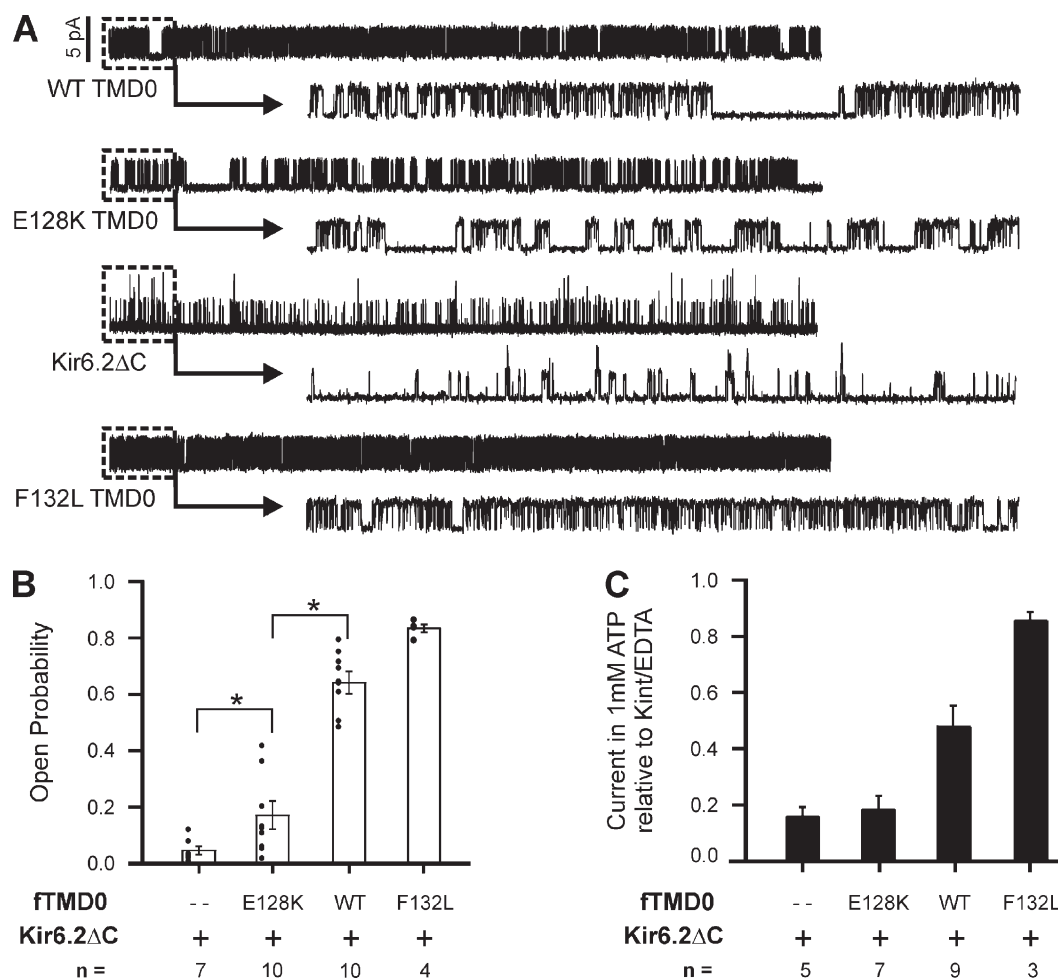 A
5 pA
WT TMD0
E128K TMD0
Kir6.2ΔC
F132L TMD0
B
Open Probability
1.0
0.8
0.6
0.4
0.2
0.0
*
*
fTMD0 -- E128K WT F132L
Kir6.2ΔC + + + +
n = 7 10 10 4
C
Current in 1mM ATP
relative to Kint/EDTA
1.0
0.8
0.6
0.4
0.2
0.0
fTMD0 -- E128K WT F132L
Kir6.2ΔC + + + +
n = 5 7 9 3